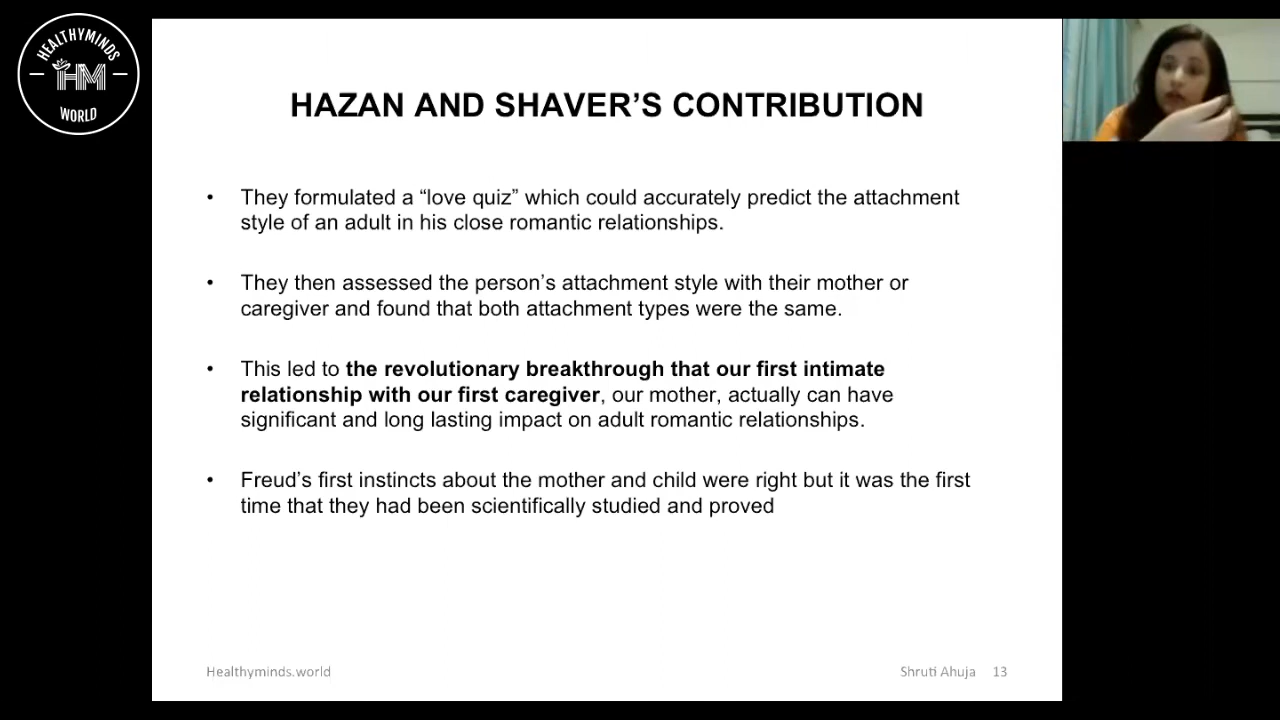 HEALTHYMINDS
HM
WORLD
HAZAN AND SHAVER’S CONTRIBUTION
• They formulated a “love quiz” which could accurately predict the attachment
style of an adult in his close romantic relationships.
• They then assessed the person’s attachment style with their mother or
caregiver and found that both attachment types were the same.
• This led to the revolutionary breakthrough that our first intimate
relationship with our first caregiver, our mother, actually can have
significant and long lasting impact on adult romantic relationships.
• Freud’s first instincts about the mother and child were right but it was the first
time that they had been scientifically studied and proved
Healthyminds.world
Shruti Ahuja 13